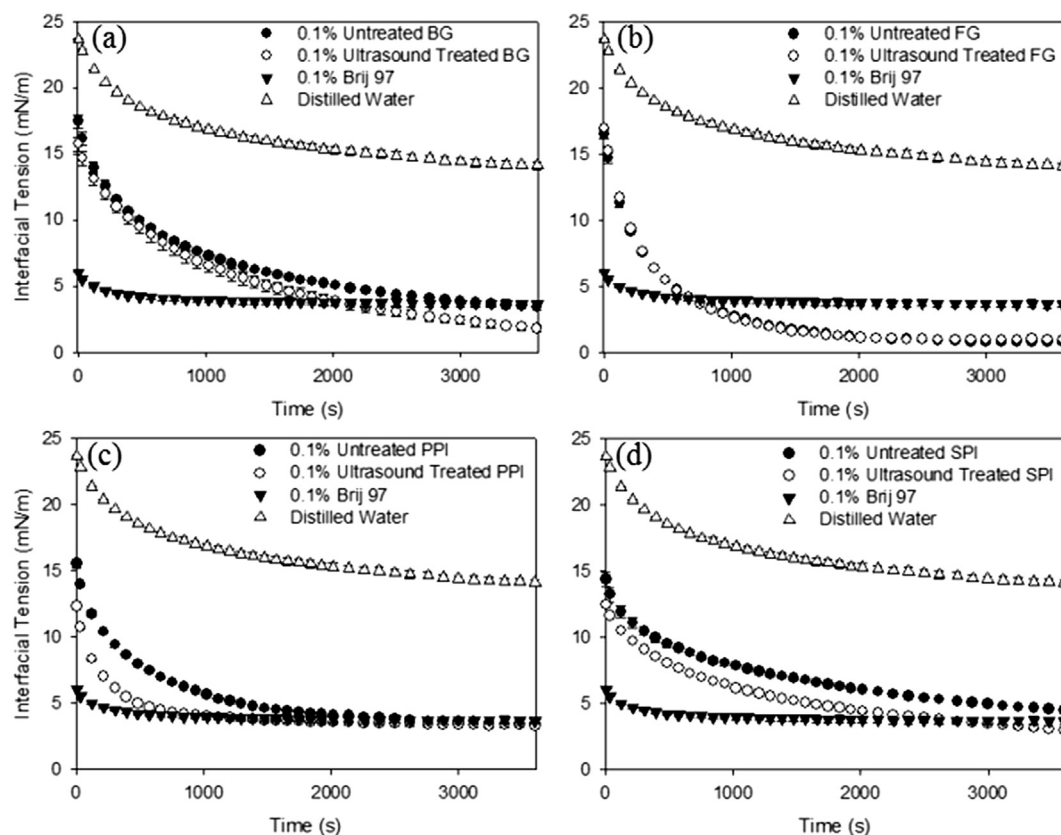 (a)
0.1% Untreated BG
0.1% Ultrasound Treated BG
0.1% Brij 97
Distilled Water
25
20
15
10
5
0
Interfacial Tension (mN/m)
0 1000 2000 3000
Time (s)
(b)
0.1% Untreated FG
0.1% Ultrasound Treated FG
0.1% Brij 97
Distilled Water
25
20
15
10
5
0
0 1000 2000 3000
Time (s)
(c)
0.1% Untreated PPI
0.1% Ultrasound Treated PPI
0.1% Brij 97
Distilled Water
25
20
15
10
5
0
Interfacial Tension (mN/m)
0 1000 2000 3000
Time (s)
(d)
0.1% Untreated SPI
0.1% Ultrasound Treated SPI
0.1% Brij 97
Distilled Water
25
20
15
10
5
0
0 1000 2000 3000
Time (s)